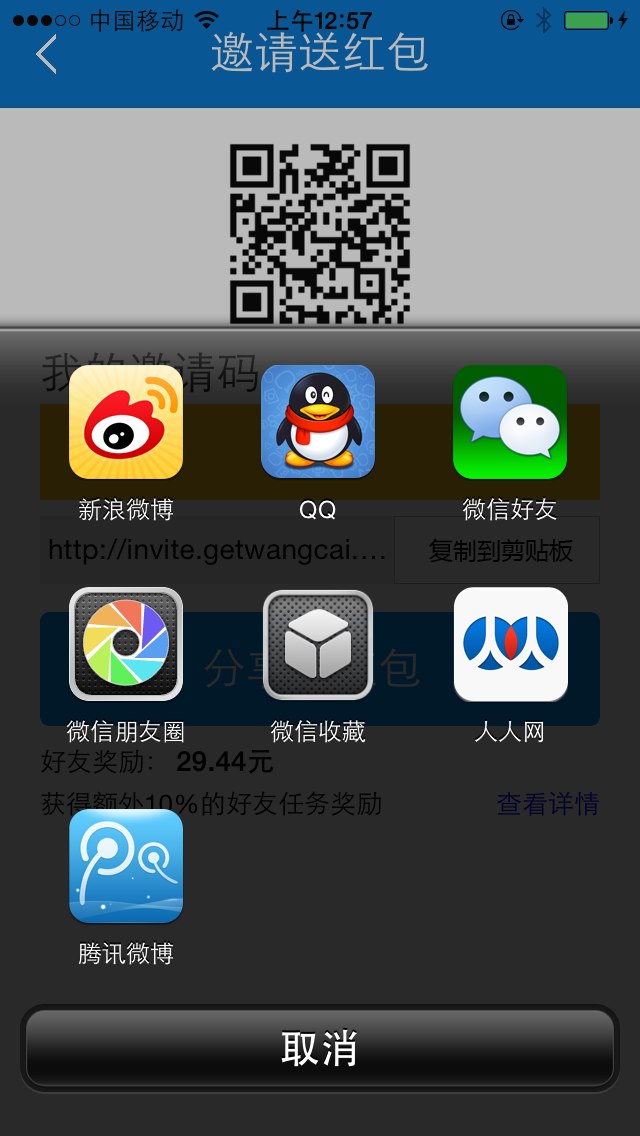 中国移动 上午12:57
邀请送红包
我的邀请码
新浪微博 QQ 微信好友
http://invite.getwangcai.... 复制到剪贴板
分享 包
微信朋友圈 微信收藏 人人网
好友奖励： 29.44元
获得额外10%的好友任务奖励 查看详情
腾讯微博
取消